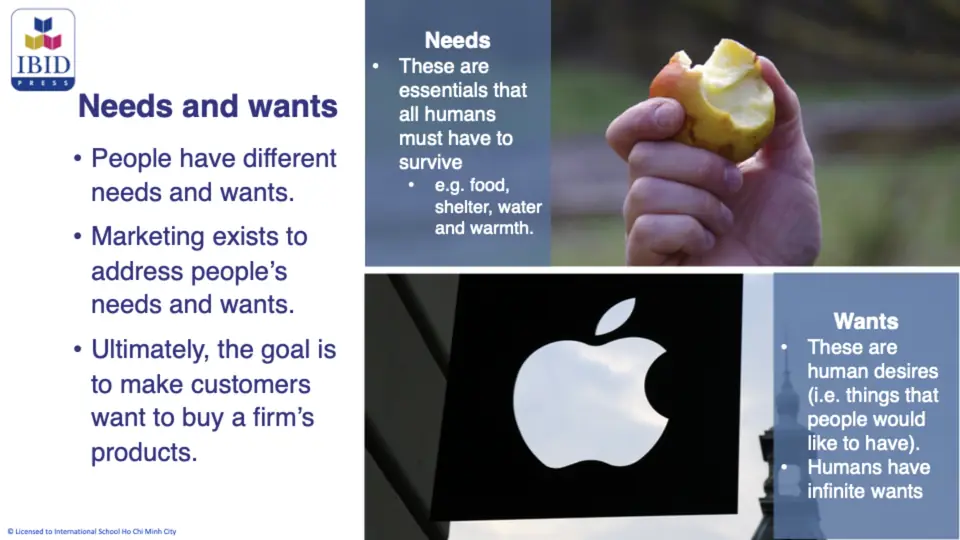 IBID
PRESS
Needs and wants
• People have different
needs and wants.
• Marketing exists to
address people's
needs and wants.
• Ultimately, the goal is
to make customers
want to buy a firm's
products.
Needs
• These are
essentials that
all humans
must have to
survive
• e.g. food,
shelter, water
and warmth.
Wants
• These are
human desires
(i.e. things that
people would
like to have).
• Humans have
infinite wants
© Licensed to International School Ho Chi Minh City